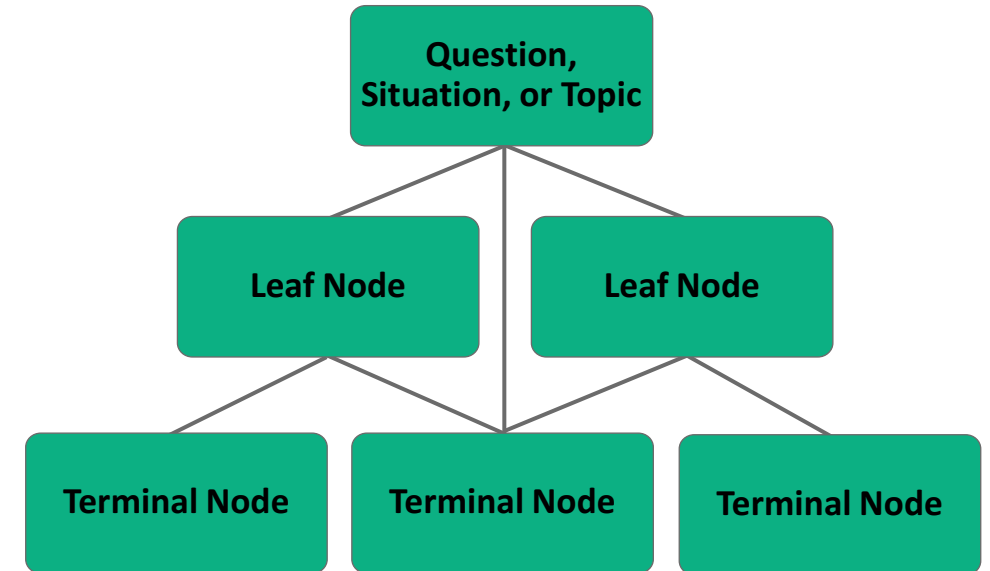 Question,
Situation, or Topic
Leaf Node
Leaf Node
Terminal Node
Terminal Node
Terminal Node